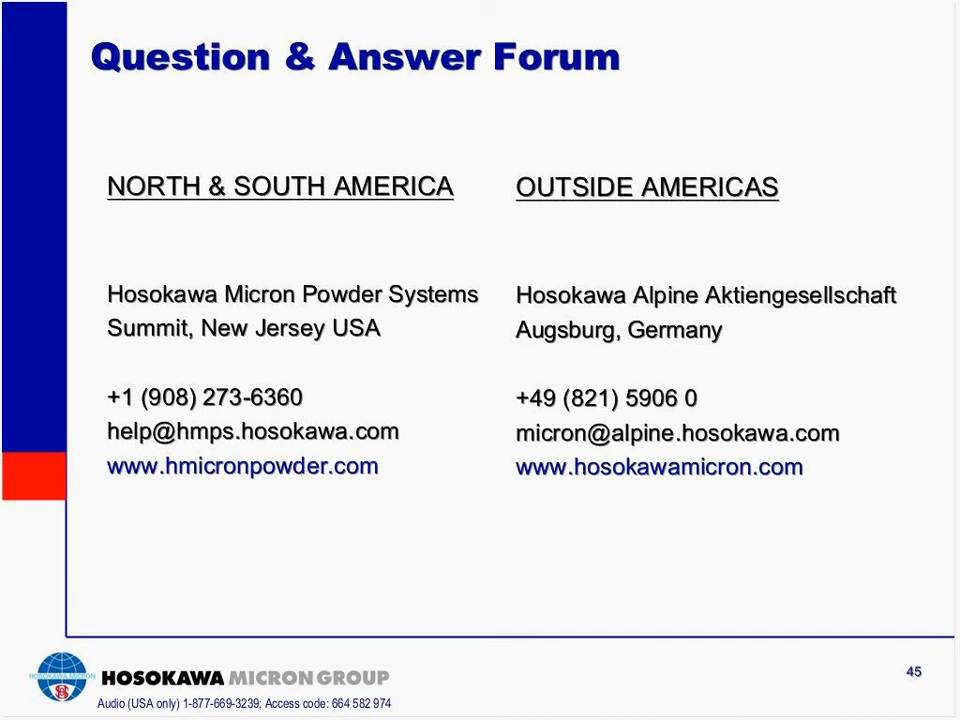 Question & Answer Forum
NORTH & SOUTH AMERICA
Hosokawa Micron Powder Systems
Summit, New Jersey USA
+1 (908) 273-6360
help@hmps.hosokawa.com
www.hmicronpowder.com
OUTSIDE AMERICAS
Hosokawa Alpine Aktiengesellschaft
Augsburg, Germany
+49 (821) 5906 0
micron@alpine.hosokawa.com
www.hosokawamicron.com
HOSOKAWA MICRON
HOSOKAWA MICRON GROUP
45
Audio (USA only) 1-877-669-3239; Access code: 664 582 974